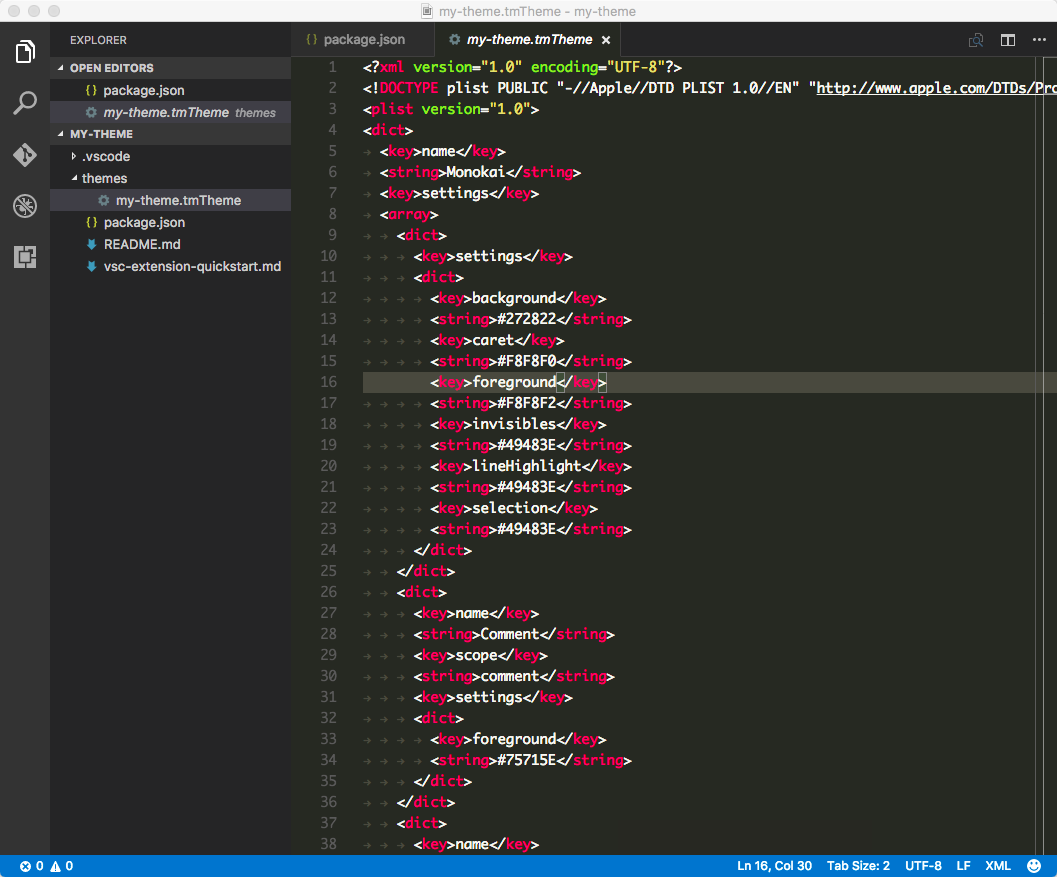 my-theme.tmTheme - my-theme
EXPLORER
OPEN EDITORS
{} package.json
my-theme.tmTheme themes
MY-THEME
.vscode
themes
my-theme.tmTheme
{} package.json
README.md
vsc-extension-quickstart.md
{} package.json my-theme.tmTheme ×
1 <?xml version="1.0" encoding="UTF-8"?>
2 <!DOCTYPE plist PUBLIC "-//Apple//DTD PLIST 1.0//EN" "http://www.apple.com/DTDs/Pro
3 <plist version="1.0">
4 <dict>
5 → <key>name</key>
6 → <string>Monokai</string>
7 → <key>settings</key>
8 → <array>
9 → → <dict>
10 → → → <key>settings</key>
11 → → → <dict>
12 → → → → <key>background</key>
13 → → → → <string>#272822</string>
14 → → → → <key>caret</key>
15 → → → → <string>#F8F8F0</string>
16 <key>foreground</key>
17 → → → → <string>#F8F8F2</string>
18 → → → → <key>invisibles</key>
19 → → → → <string>#49483E</string>
20 → → → → <key>lineHighlight</key>
21 → → → → <string>#49483E</string>
22 → → → → <key>selection</key>
23 → → → → <string>#49483E</string>
24 → → → </dict>
25 → → </dict>
26 → → <dict>
27 → → → <key>name</key>
28 → → → <string>Comment</string>
29 → → → <key>scope</key>
30 → → → <string>comment</string>
31 → → → <key>settings</key>
32 → → → <dict>
33 → → → → <key>foreground</key>
34 → → → → <string>#75715E</string>
35 → → → </dict>
36 → → </dict>
37 → → <dict>
38 → → → <key>name</key>
0 0 Ln 16, Col 30 Tab Size: 2 UTF-8 LF XML